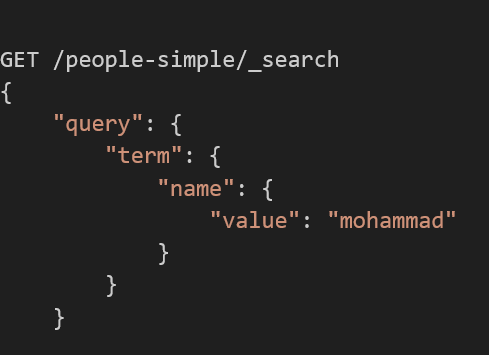 GET /people-simple/_search
{
    "query": {
        "term": {
            "name": {
                "value": "mohammad"
            }
        }
    }